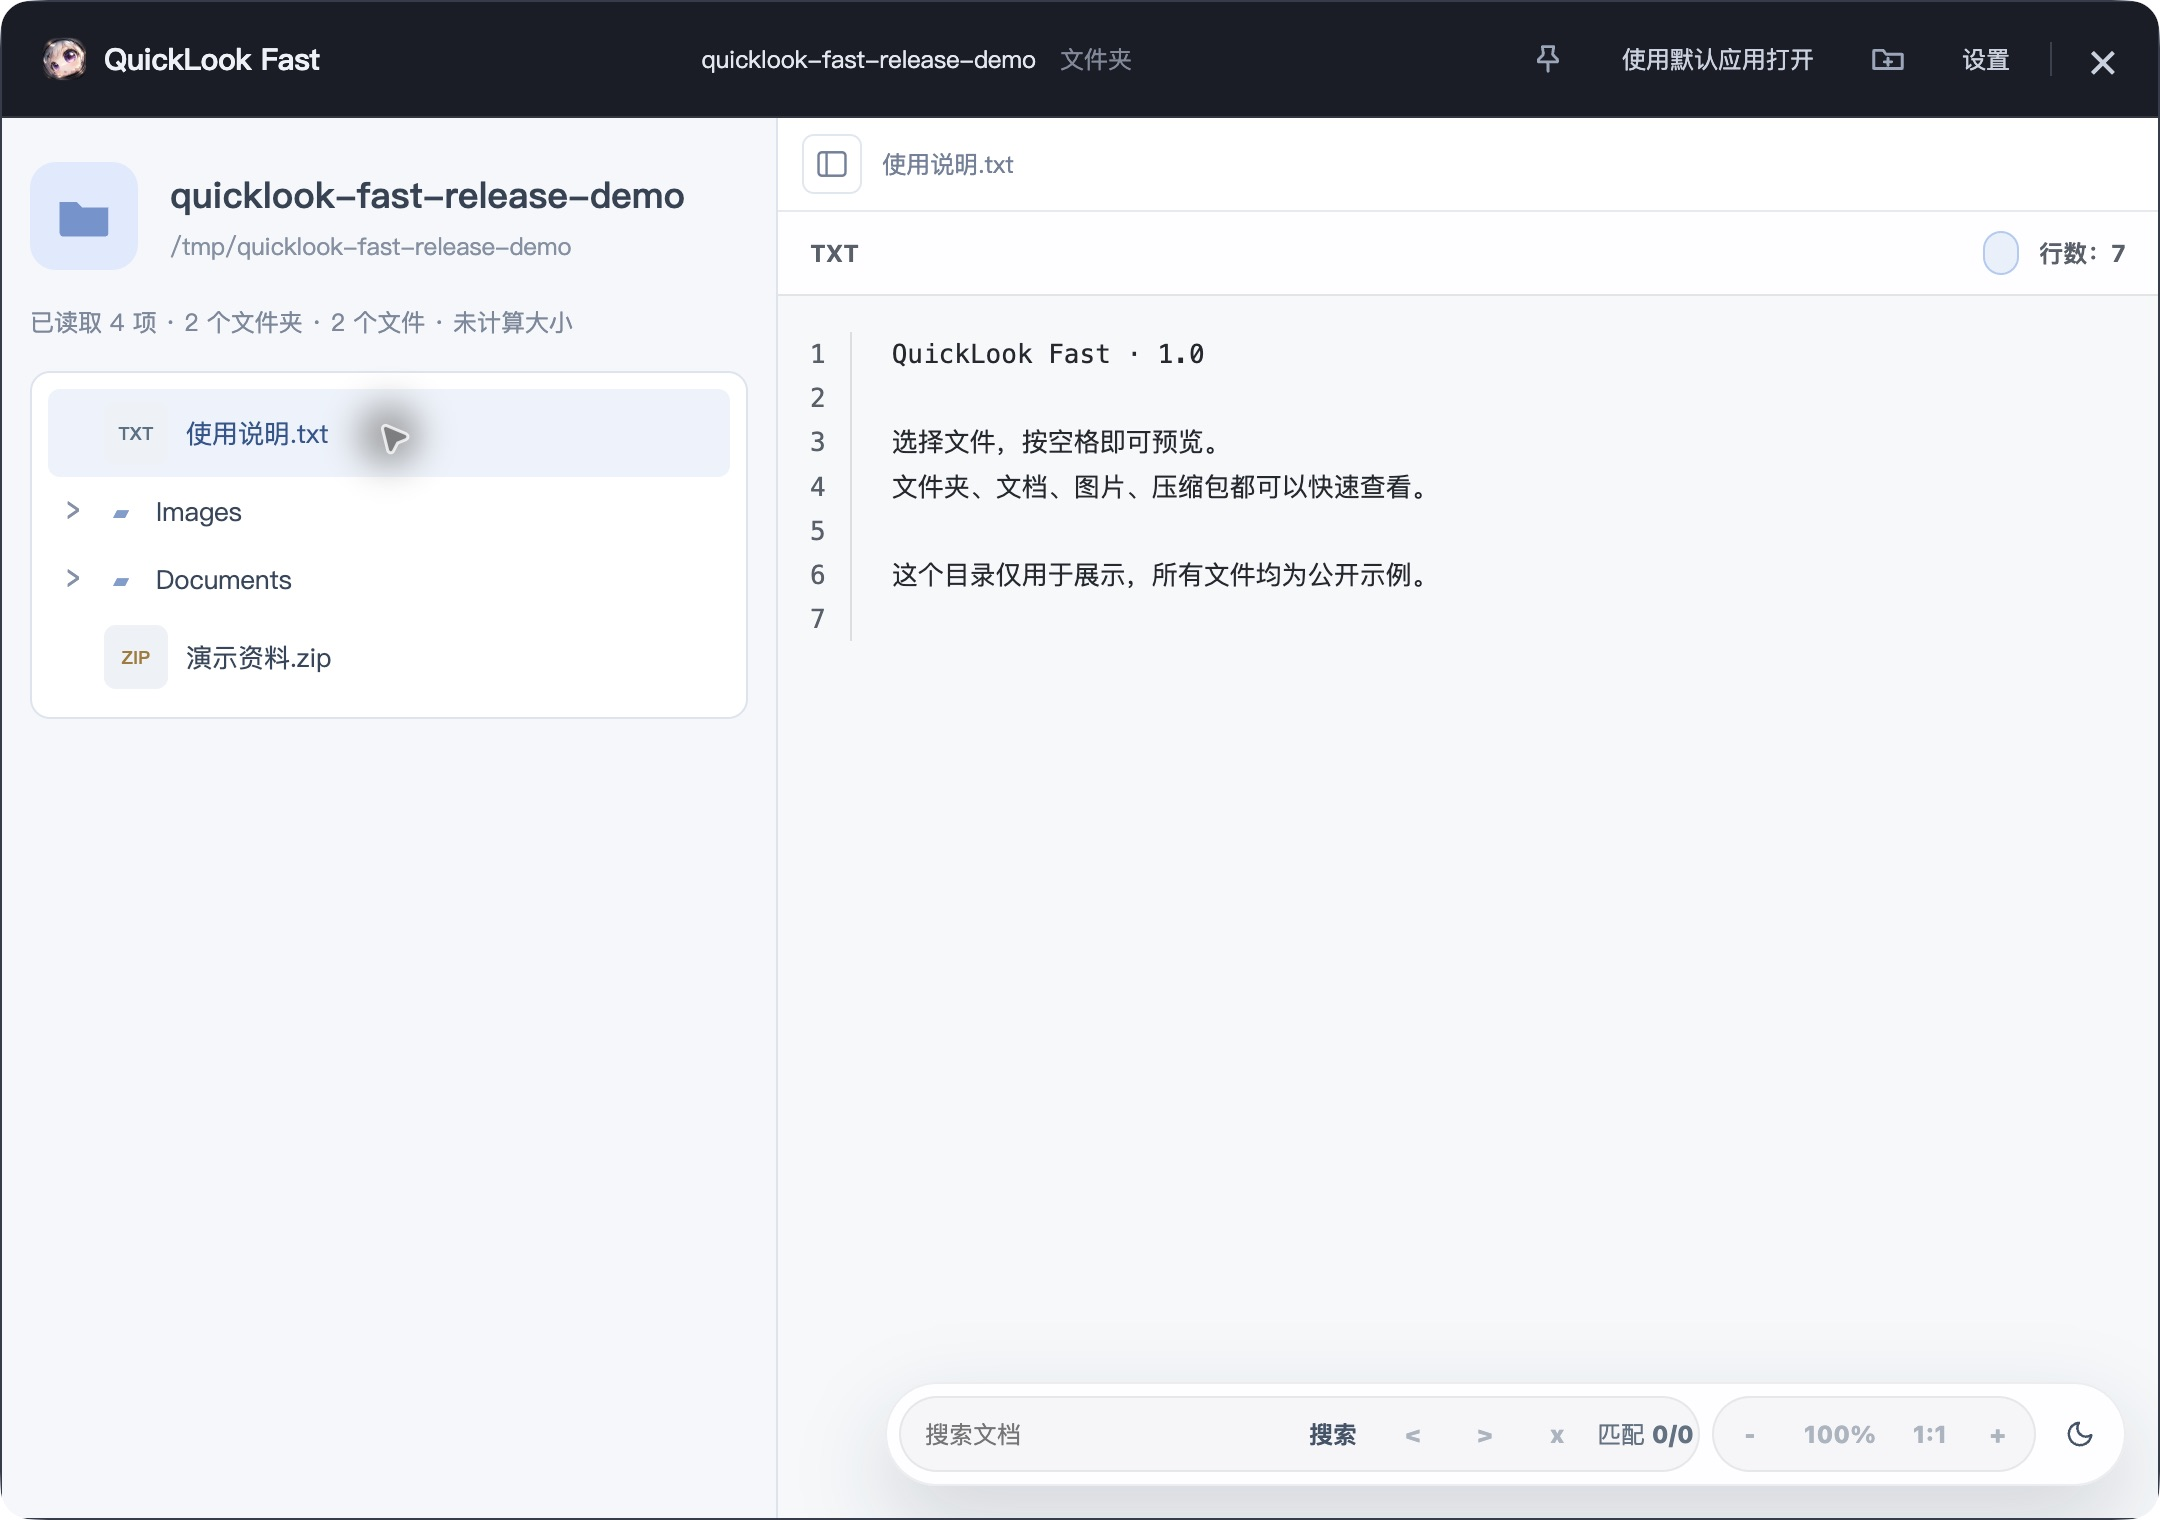 QuickLook Fast
quicklook-fast-release-demo 文件夹
使用默认应用打开
设置
quicklook-fast-release-demo
/tmp/quicklook-fast-release-demo
已读取 4 项 · 2 个文件夹 · 2 个文件 · 未计算大小
TXT 使用说明.txt
> Images
> Documents
ZIP 演示资料.zip
使用说明.txt
TXT
行数：7
1 QuickLook Fast · 1.0
2
3 选择文件，按空格即可预览。
4 文件夹、文档、图片、压缩包都可以快速查看。
5
6 这个目录仅用于展示，所有文件均为公开示例。
7
搜索文档 搜索 < > x 匹配 0/0 - 100% 1:1 +